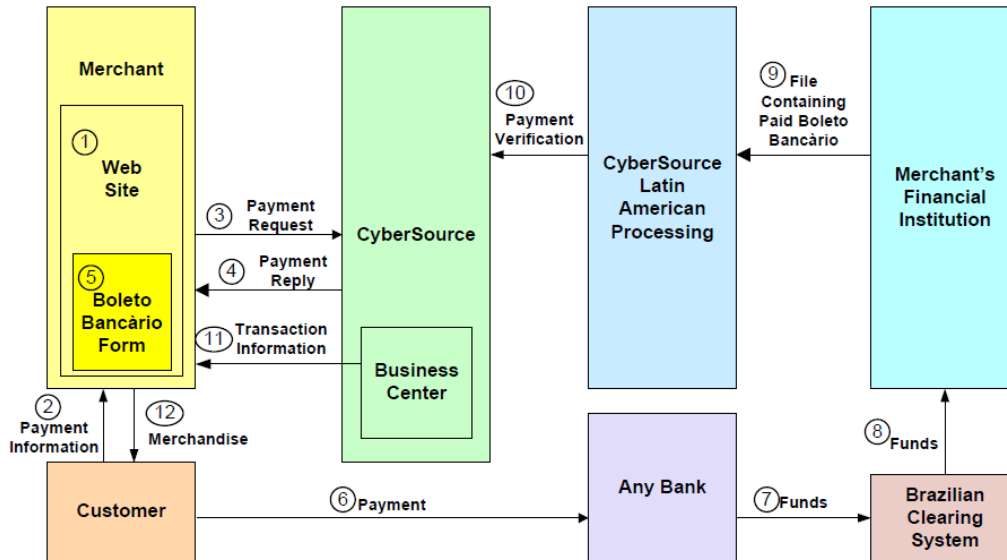 Merchant
1
Web
Site
3
Payment
Request
4
Payment
Reply
5
Boleto
Bancàrio
Form
11
Transaction
Information
CyberSource
Business
Center
10
Payment
Verification
CyberSource
Latin
American
Processing
9
File
Containing
Paid Boleto
Bancàrio
Merchant's
Financial
Institution
2
Payment
Information
12
Merchandise
8
Funds
Customer
6
Payment
Any Bank
7
Funds
Brazilian
Clearing
System